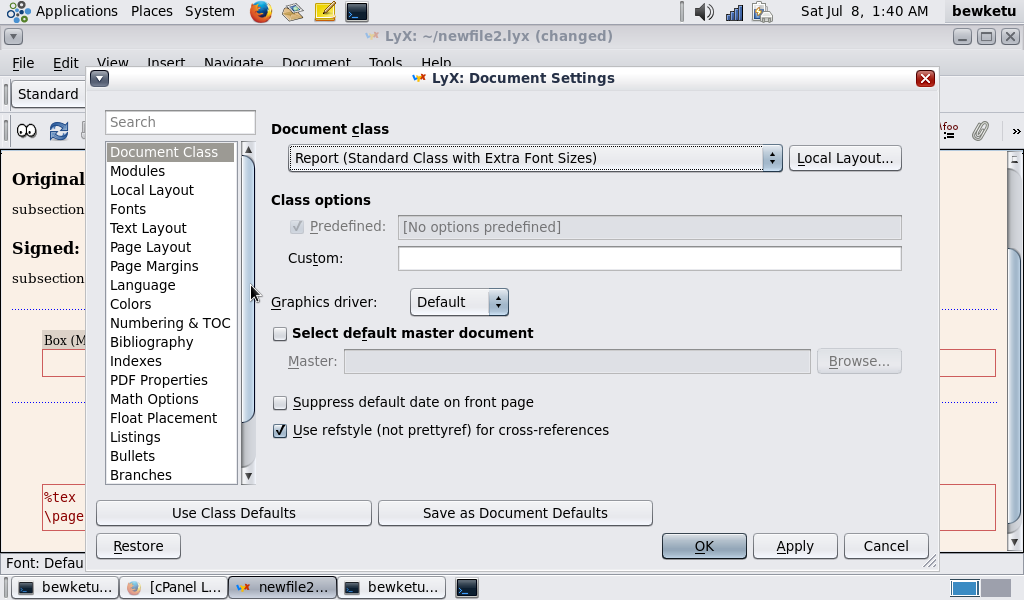 Applications Places System Sat Jul 8, 1:40 AM bewketu
LyX: ~/newfile2.lyx (changed)
File Edit View Insert Navigate Document Tools Help
LyX: Document Settings
Standard
\foo
»
Original
subsection
Signed:
subsection
Box (M
%tex
\page
Search
Document Class
Modules
Local Layout
Fonts
Text Layout
Page Layout
Page Margins
Language
Colors
Numbering & TOC
Bibliography
Indexes
PDF Properties
Math Options
Float Placement
Listings
Bullets
Branches
Document class
Report (Standard Class with Extra Font Sizes) Local Layout...
Class options
Predefined: [No options predefined]
Custom:
Graphics driver: Default
Select default master document
Master: Browse...
Suppress default date on front page
Use refstyle (not prettyref) for cross-references
Use Class Defaults Save as Document Defaults
Restore OK Apply Cancel
Font: Defau
bewketu... [cPanel L... newfile2... bewketu...